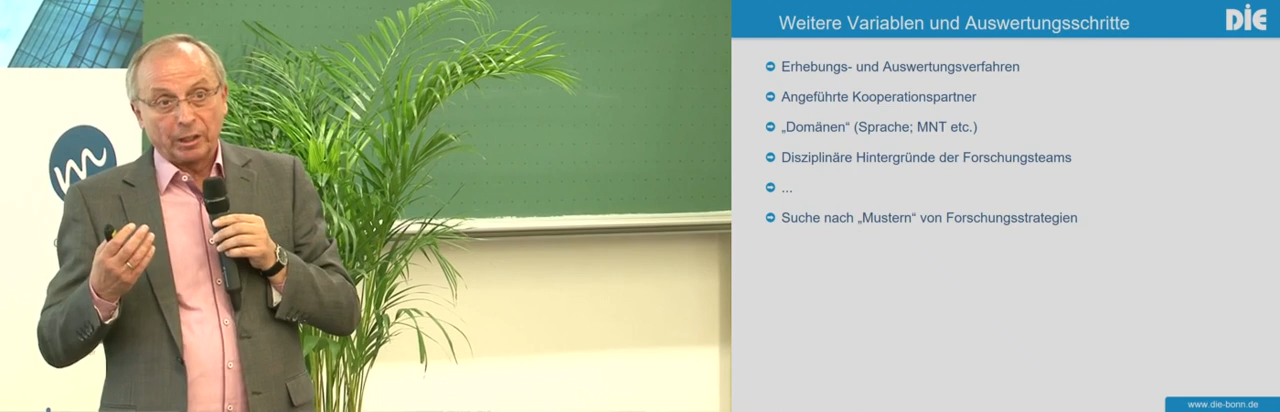 m
Weitere Variablen und Auswertungsschritte
DIE
Erhebungs- und Auswertungsverfahren
Angeführte Kooperationspartner
„Domänen“ (Sprache; MNT etc.)
Disziplinäre Hintergründe der Forschungsteams
...
Suche nach „Mustern“ von Forschungsstrategien
www.die-bonn.de